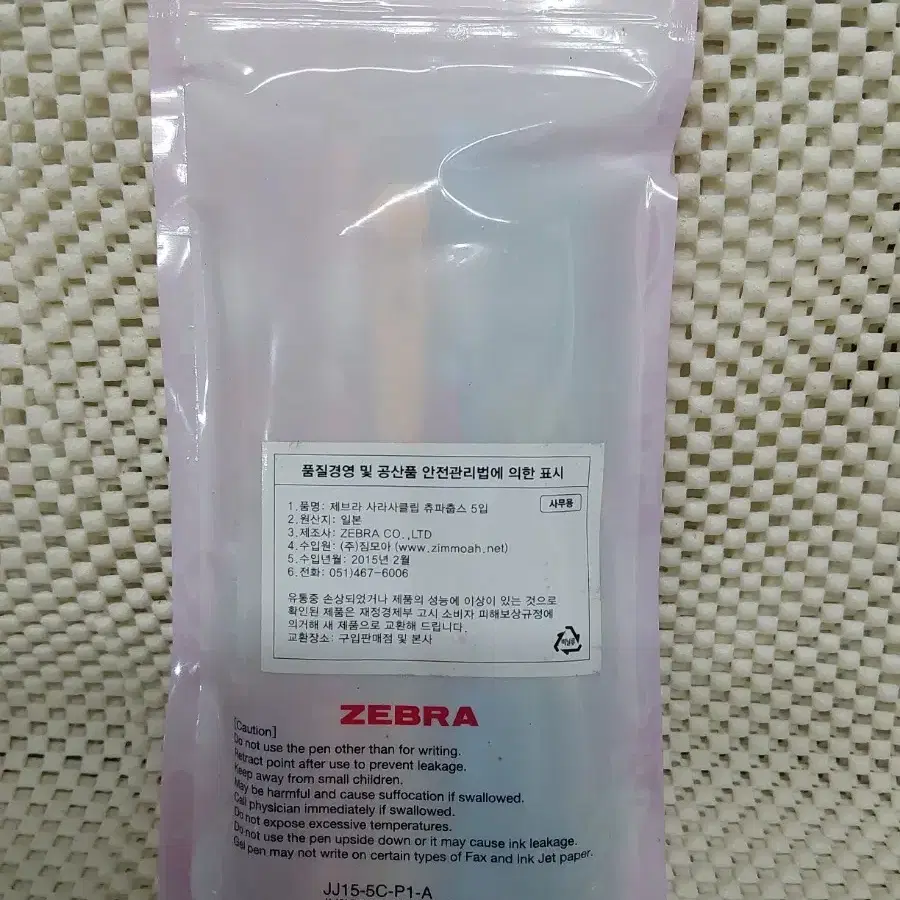 품질경영 및 공산품 안전관리법에 의한 표시
1.품명: 제브라 사라사클립 츄파춥스 5입
사무용
2.원산지: 일본
3.제조사: ZEBRA CO.,LTD
4.수입원: (주)짐모아 (www.zimmoah.net)
5.수입년월: 2015년 2월
6.전화: 051)467-6006
유통중 손상되었거나 제품의 성능에 이상이 있는 것으로
확인된 제품은 재정경제부 고시 소비자 피해보상규정에
의거해 새 제품으로 교환해 드립니다.
교환장소: 구입판매점 및 본사
ZEBRA
[Caution]
Do not use the pen other than for writing.
Retract point after use to prevent leakage.
Keep away from small children.
May be harmful and cause suffocation if swallowed.
Call physician immediately if swallowed.
Do not expose excessive temperatures.
Do not use the pen upside down or it may cause ink leakage.
Gel pen may not write on certain types of Fax and Ink Jet paper.
JJ15-5C-P1-A